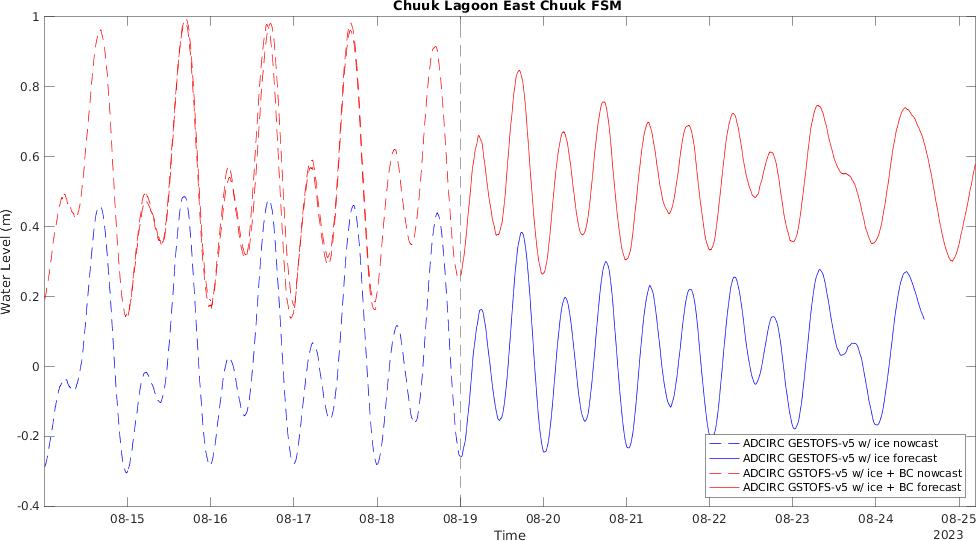 Chuuk Lagoon East Chuuk FSM
1
0.8
0.6
0.4
0.2
0
-0.2
-0.4
Water Level (m)
ADCIRC GESTOFS-v5 w/ ice nowcast
ADCIRC GESTOFS-v5 w/ ice forecast
ADCIRC GSTOFS-v5 w/ ice + BC nowcast
ADCIRC GSTOFS-v5 w/ ice + BC forecast
08-15 08-16 08-17 08-18 08-19 08-20 08-21 08-22 08-23 08-24 08-25
Time
2023